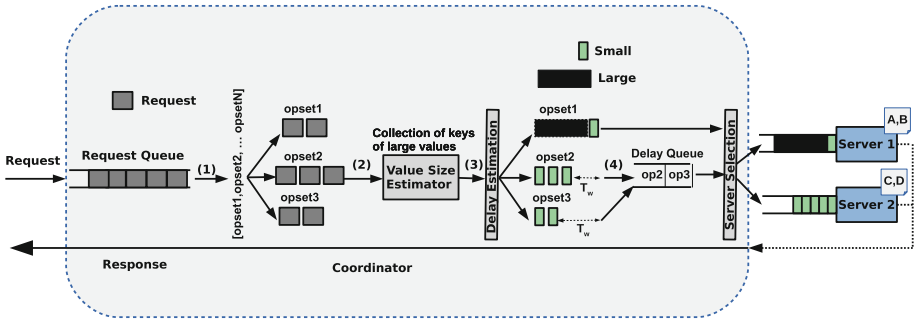 Small
Large
Request
[opset1,opset2, ... opsetN]
opset1
opset1
Collection of keys
of large values
A,B
Request
Request Queue
(1)
opset2
(2)
Value Size
Estimator
(3)
Delay Estimation
opset2
(4)
Delay Queue
op2
op3
Server Selection
Server 1
T_w
C,D
opset3
opset3
T_w
Server 2
Response
Coordinator